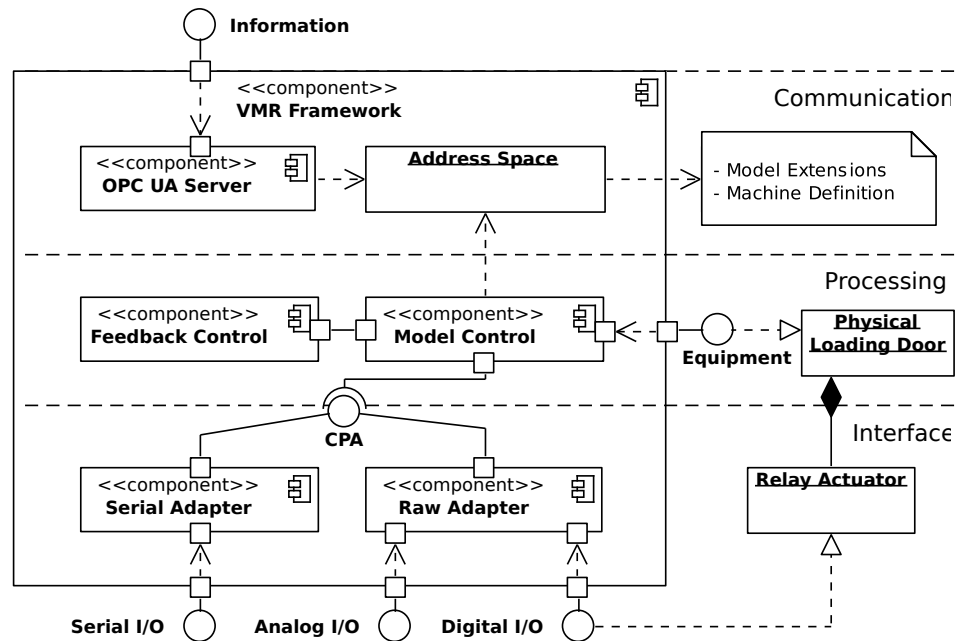 Information
<<component>>
VMR Framework
Communication
<<component>>
OPC UA Server
Address Space
- Model Extensions
- Machine Definition
Processing
<<component>>
Feedback Control
<<component>>
Model Control
Equipment
Physical
Loading Door
CPA
Interface
<<component>>
Serial Adapter
<<component>>
Raw Adapter
Relay Actuator
Serial I/O
Analog I/O
Digital I/O